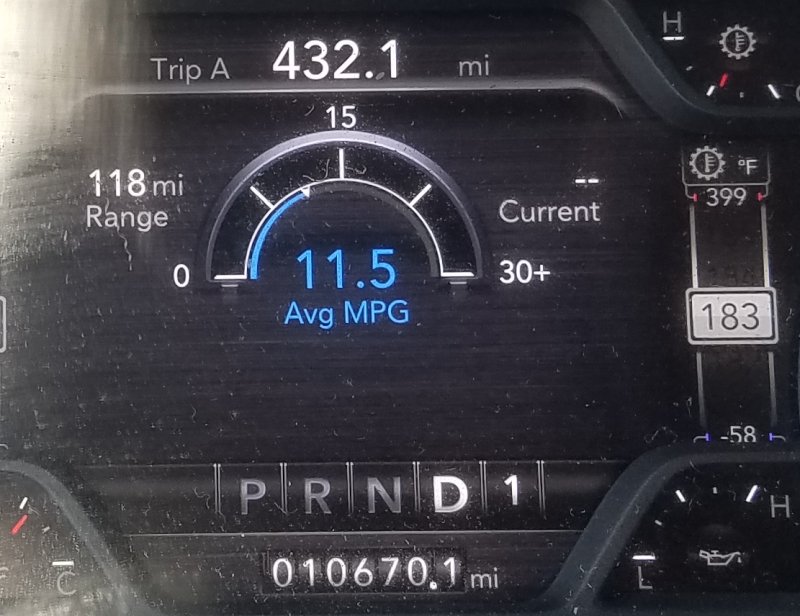 H
Trip A 432.1 mi
15
118 mi
Range
--
Current
°F
399
0
11.5
30+
Avg MPG
183
-58
P R N D 1
H
C
L
010670.1 mi